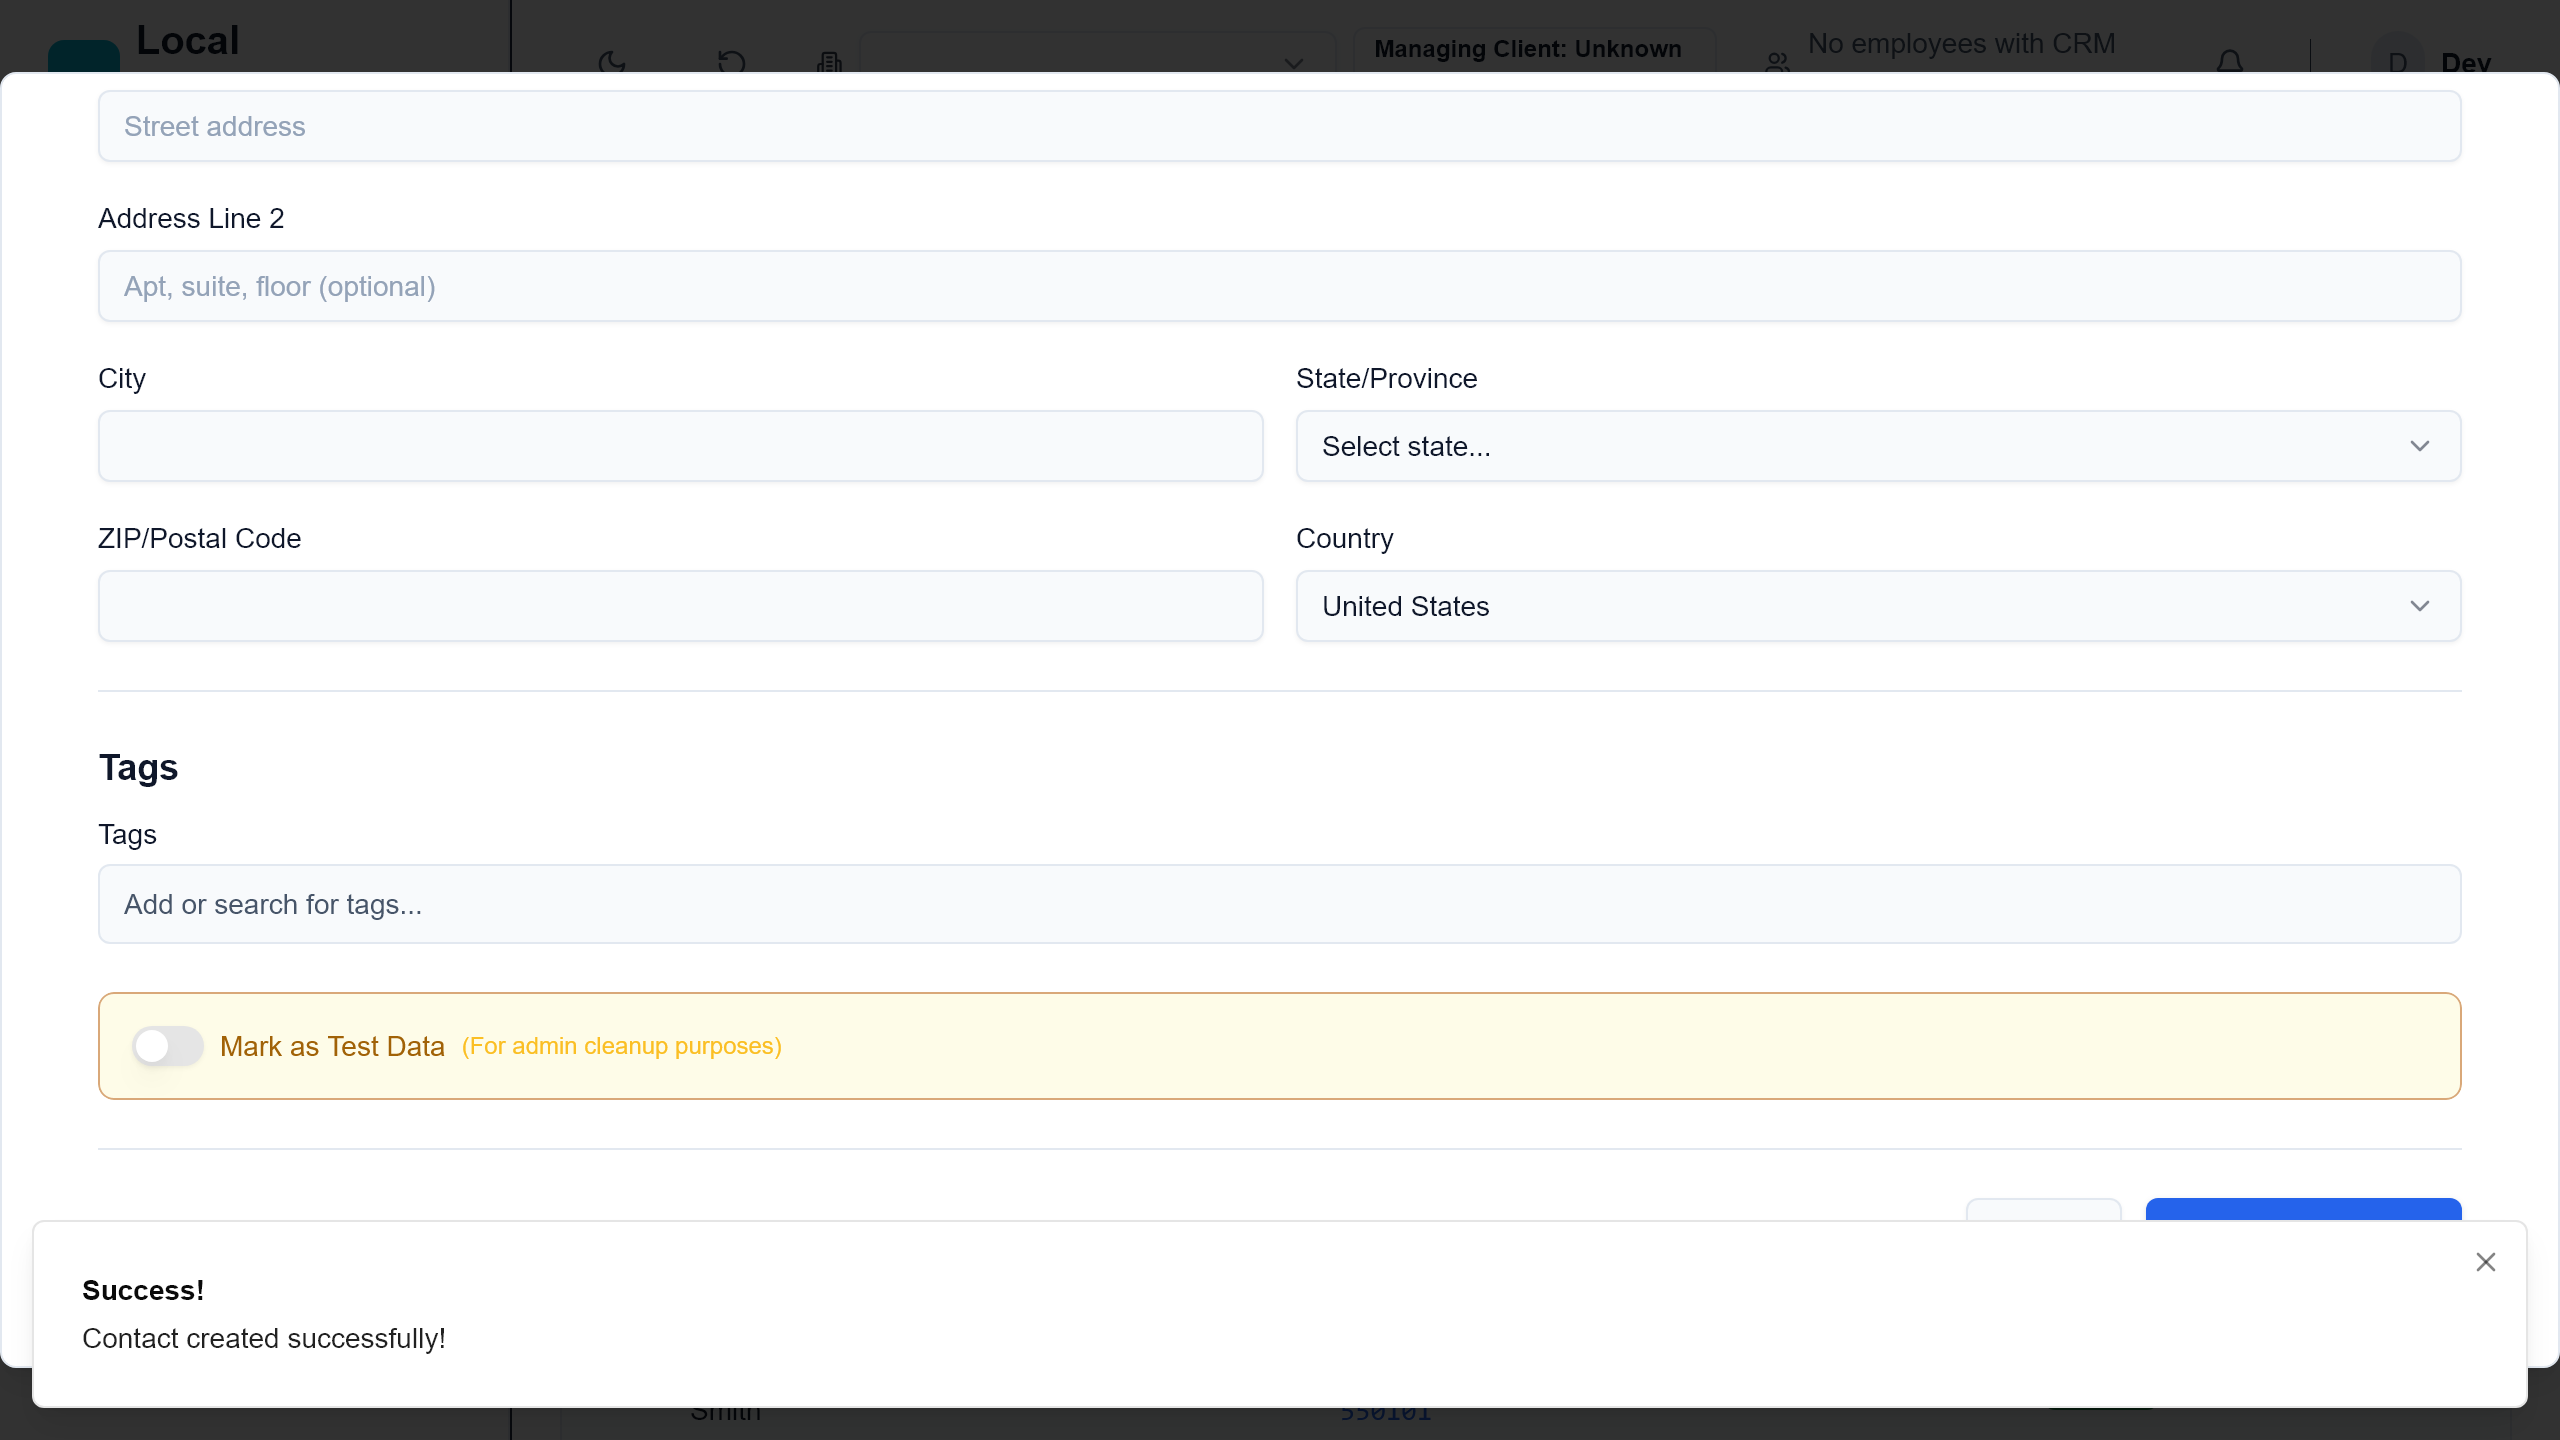 Local
Managing Client: Unknown
No employees with CRM
D
Dev
Street address
Address Line 2
Apt, suite, floor (optional)
City
State/Province
Select state...
ZIP/Postal Code
Country
United States
Tags
Tags
Add or search for tags...
Mark as Test Data (For admin cleanup purposes)
Success!
Contact created successfully!
Smith
550101